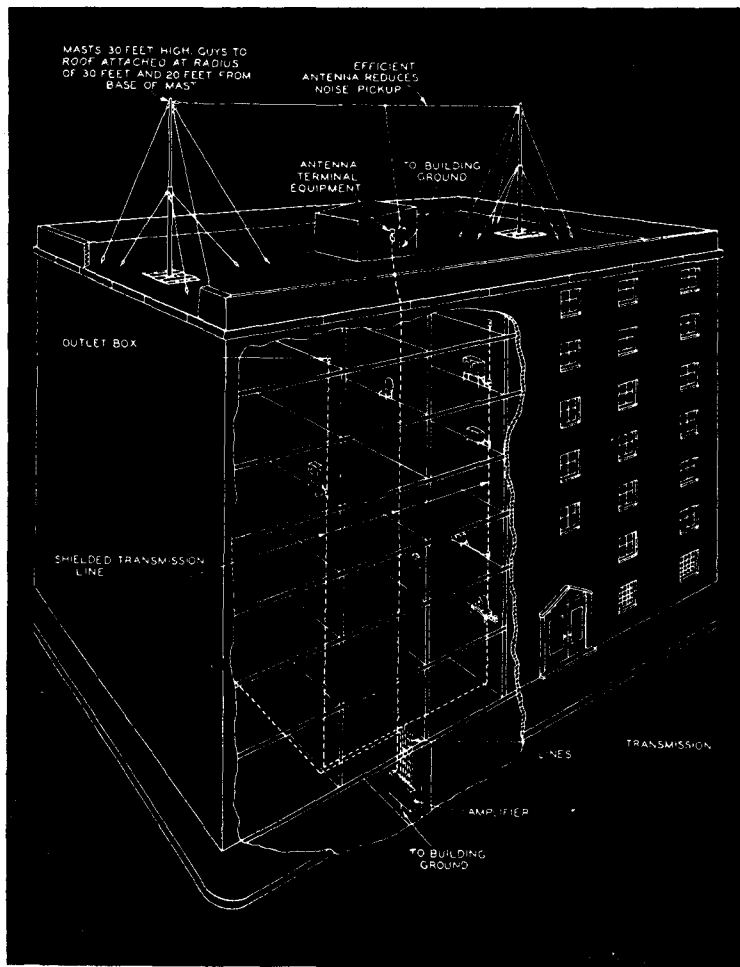 MASTS 30 FEET HIGH. GUYS TO
ROOF ATTACHED AT RADIUS
OF 30 FEET AND 20 FEET FROM
BASE OF MAST
EFFICIENT
ANTENNA REDUCES
NOISE PICKUP
ANTENNA
TERMINAL
EQUIPMENT
TO BUILDING
GROUND
OUTLET BOX
SHIELDED TRANSMISSION
LINE
TRANSMISSION
LINES
AMPLIFIER
TO BUILDING
GROUND